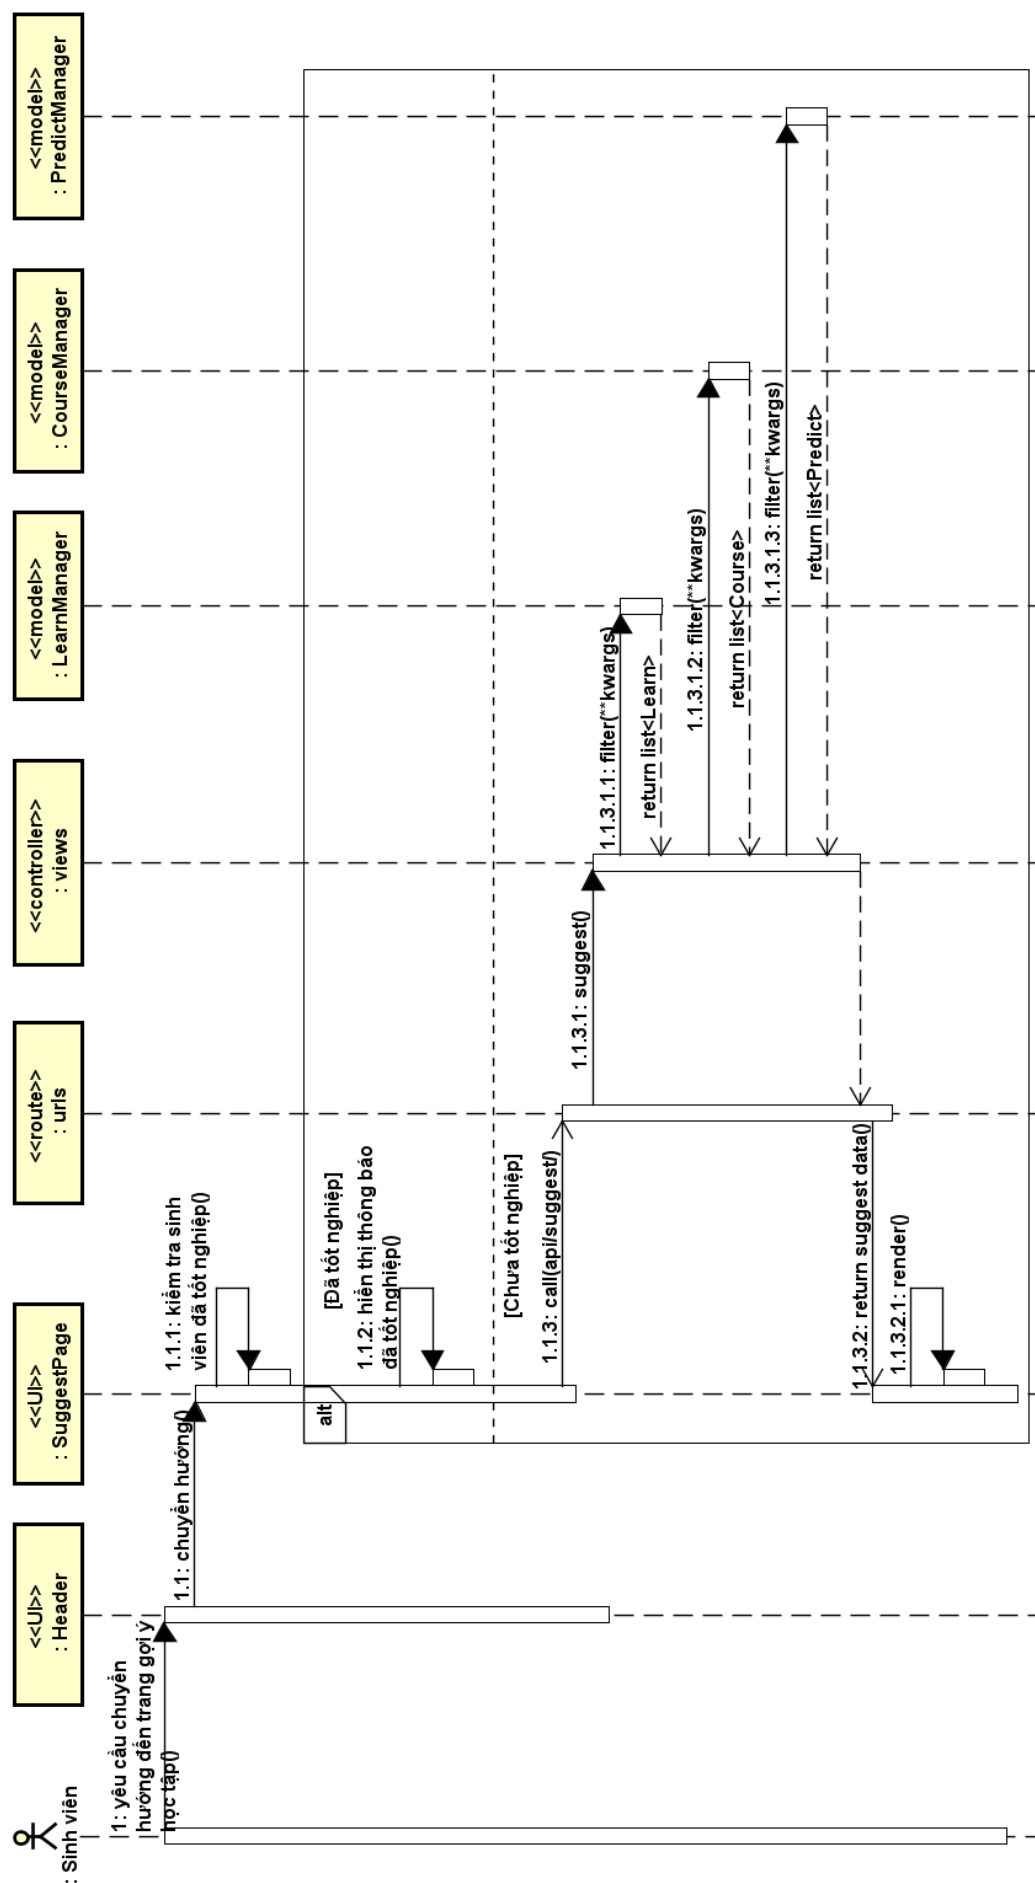 : Sinh viên
<<UI>>
: Header
<<UI>>
: SuggestPage
<<route>>
: urls
<<controller>>
: views
<<model>>
: LearnManager
<<model>>
: CourseManager
<<model>>
: PredictManager
1: yêu cầu chuyển
hướng đến trang gợi ý
học tập()
1.1: chuyển hướng()
1.1.1: kiểm tra sinh
viên đã tốt nghiệp()
alt
[Đã tốt nghiệp]
1.1.2: hiển thị thông báo
đã tốt nghiệp()
[Chưa tốt nghiệp]
1.1.3: call(api/suggest/)
1.1.3.1: suggest()
1.1.3.1.1: filter(**kwargs)
return list<Learn>
1.1.3.1.2: filter(**kwargs)
return list<Course>
1.1.3.1.3: filter(**kwargs)
return list<Predict>
1.1.3.2: return suggest data()
1.1.3.2.1: render()